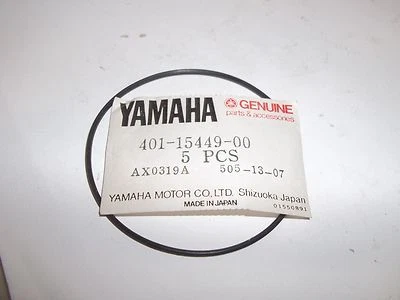 YAMAHA GENUINE
parts & accessories
401-15449-00
5 PCS
AX0319A 505-13-07
YAMAHA MOTOR CO., LTD. Shizuoka Japan
MADE IN JAPAN 01550891